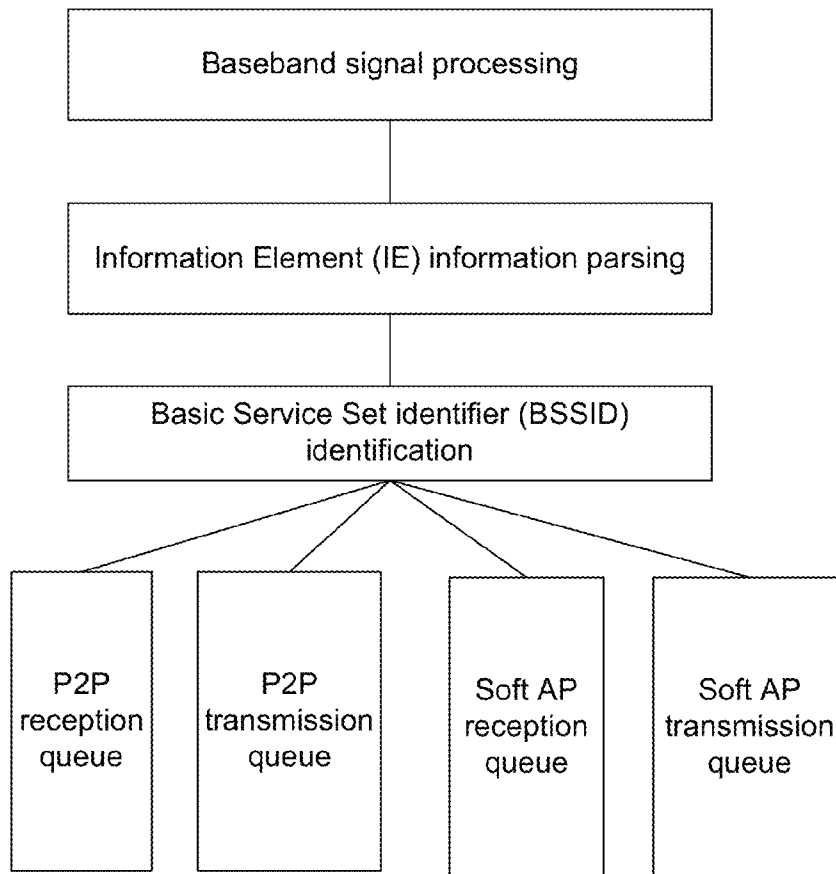 Baseband signal processing
Information Element (IE) information parsing
Basic Service Set identifier (BSSID)
identification
P2P
reception
queue
P2P
transmission
queue
Soft AP
reception
queue
Soft AP
transmission
queue